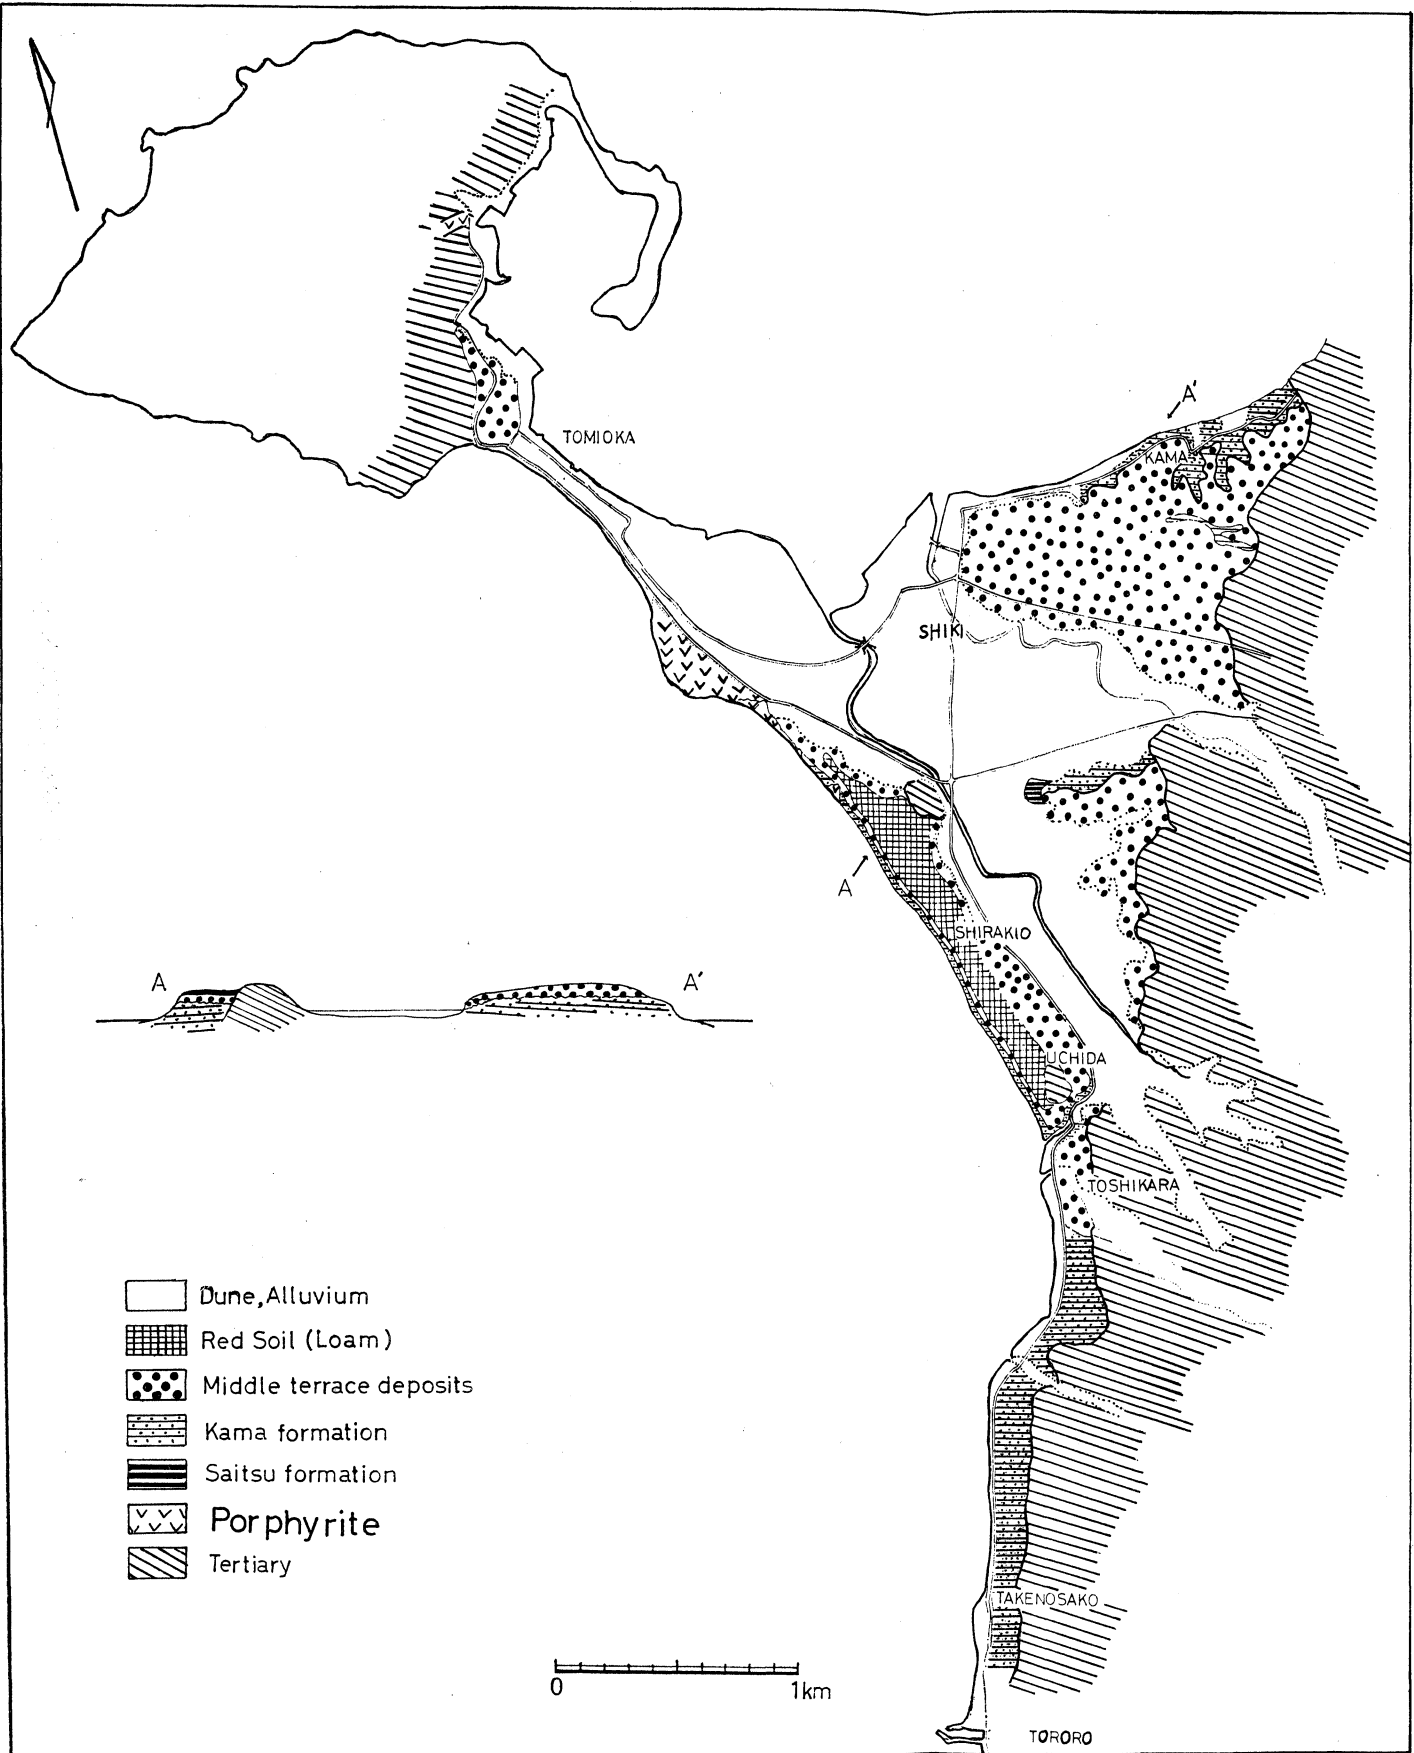 A'
TOMIOKA
KAMA
SHIKI
A
SHIRAKIO
A
A'
UCHIDA
TOSHIKARA
Dune, Alluvium
Red Soil (Loam)
Middle terrace deposits
Kama formation
Saitsu formation
Porphyrite
Tertiary
TAKENOSAKO
0
1km
TORORO